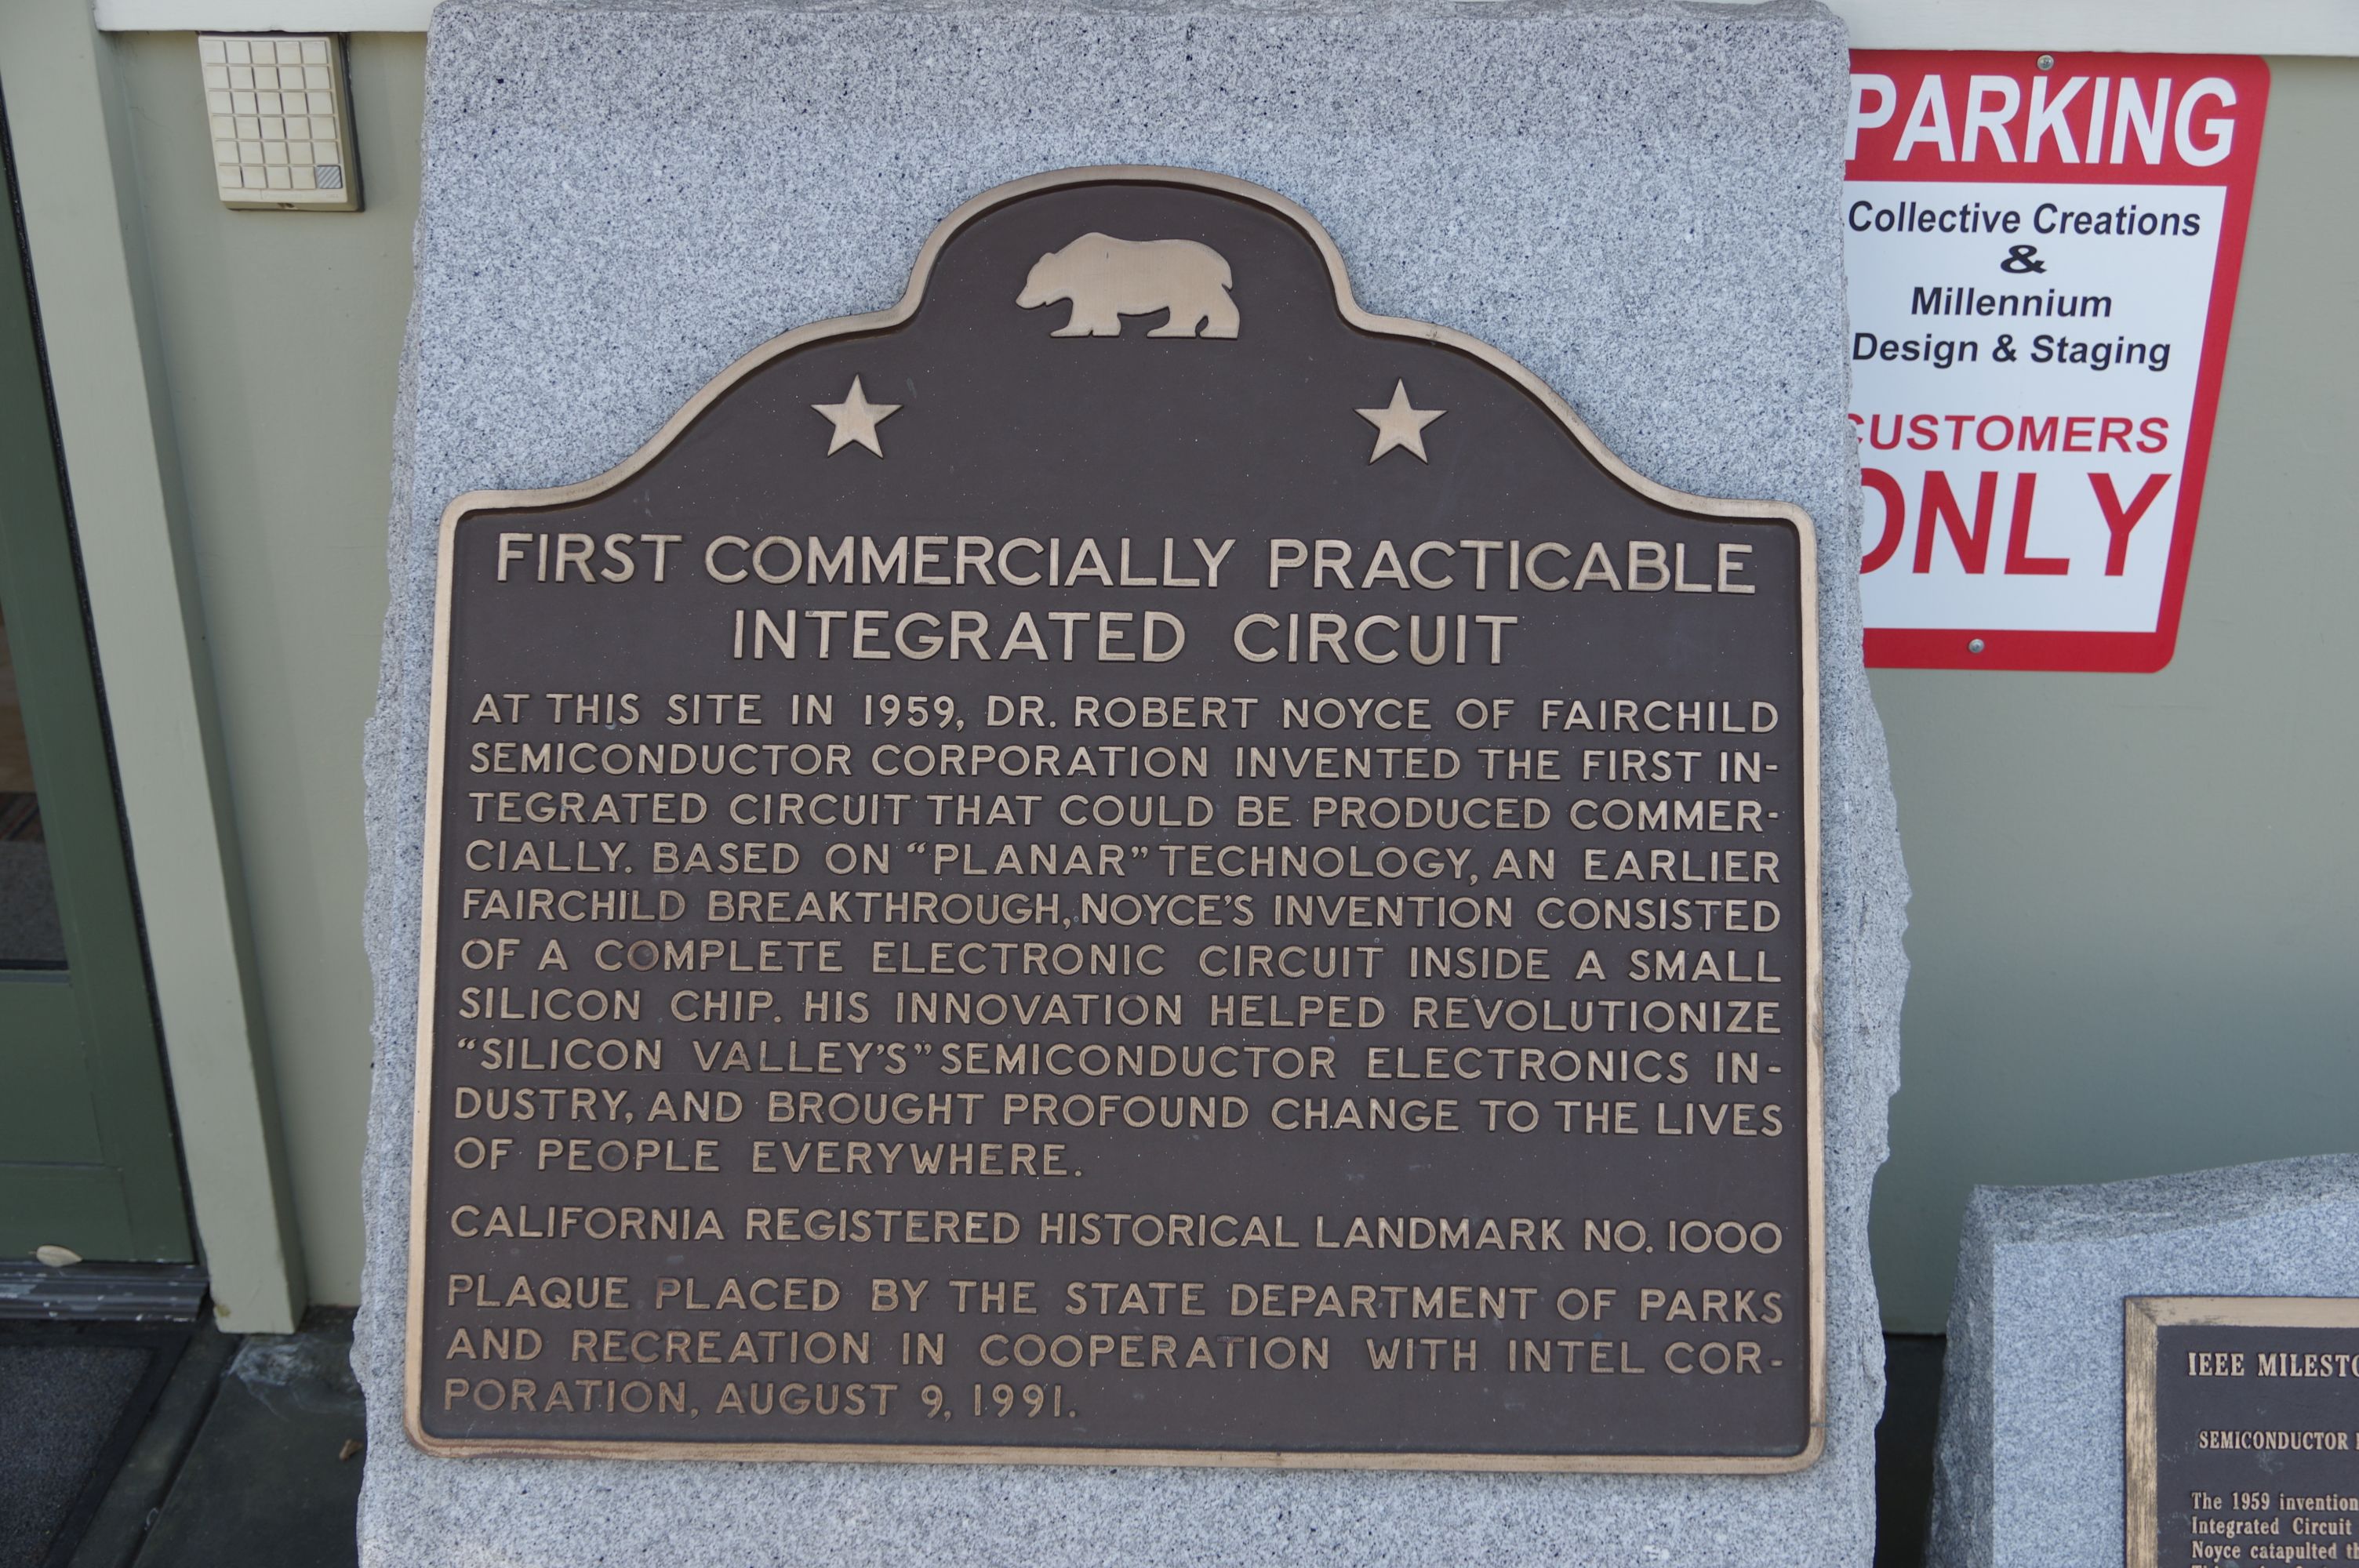 FIRST COMMERCIALLY PRACTICABLE
INTEGRATED CIRCUIT
AT THIS SITE IN 1959, DR. ROBERT NOYCE OF FAIRCHILD
SEMICONDUCTOR CORPORATION INVENTED THE FIRST IN-
TEGRATED CIRCUIT THAT COULD BE PRODUCED COMMER-
CIALLY. BASED ON “PLANAR” TECHNOLOGY, AN EARLIER
FAIRCHILD BREAKTHROUGH, NOYCE'S INVENTION CONSISTED
OF A COMPLETE ELECTRONIC CIRCUIT INSIDE A SMALL
SILICON CHIP. HIS INNOVATION HELPED REVOLUTIONIZE
“SILICON VALLEY'S” SEMICONDUCTOR ELECTRONICS IN-
DUSTRY, AND BROUGHT PROFOUND CHANGE TO THE LIVES
OF PEOPLE EVERYWHERE.
CALIFORNIA REGISTERED HISTORICAL LANDMARK NO. 1000
PLAQUE PLACED BY THE STATE DEPARTMENT OF PARKS
AND RECREATION IN COOPERATION WITH INTEL COR-
PORATION, AUGUST 9, 1991.
PARKING
Collective Creations
&
Millennium
Design & Staging
CUSTOMERS
ONLY
IEEE
SEMICONDUCTOR
The 1959 invention
Integrated Circuit
Noyce catapulted